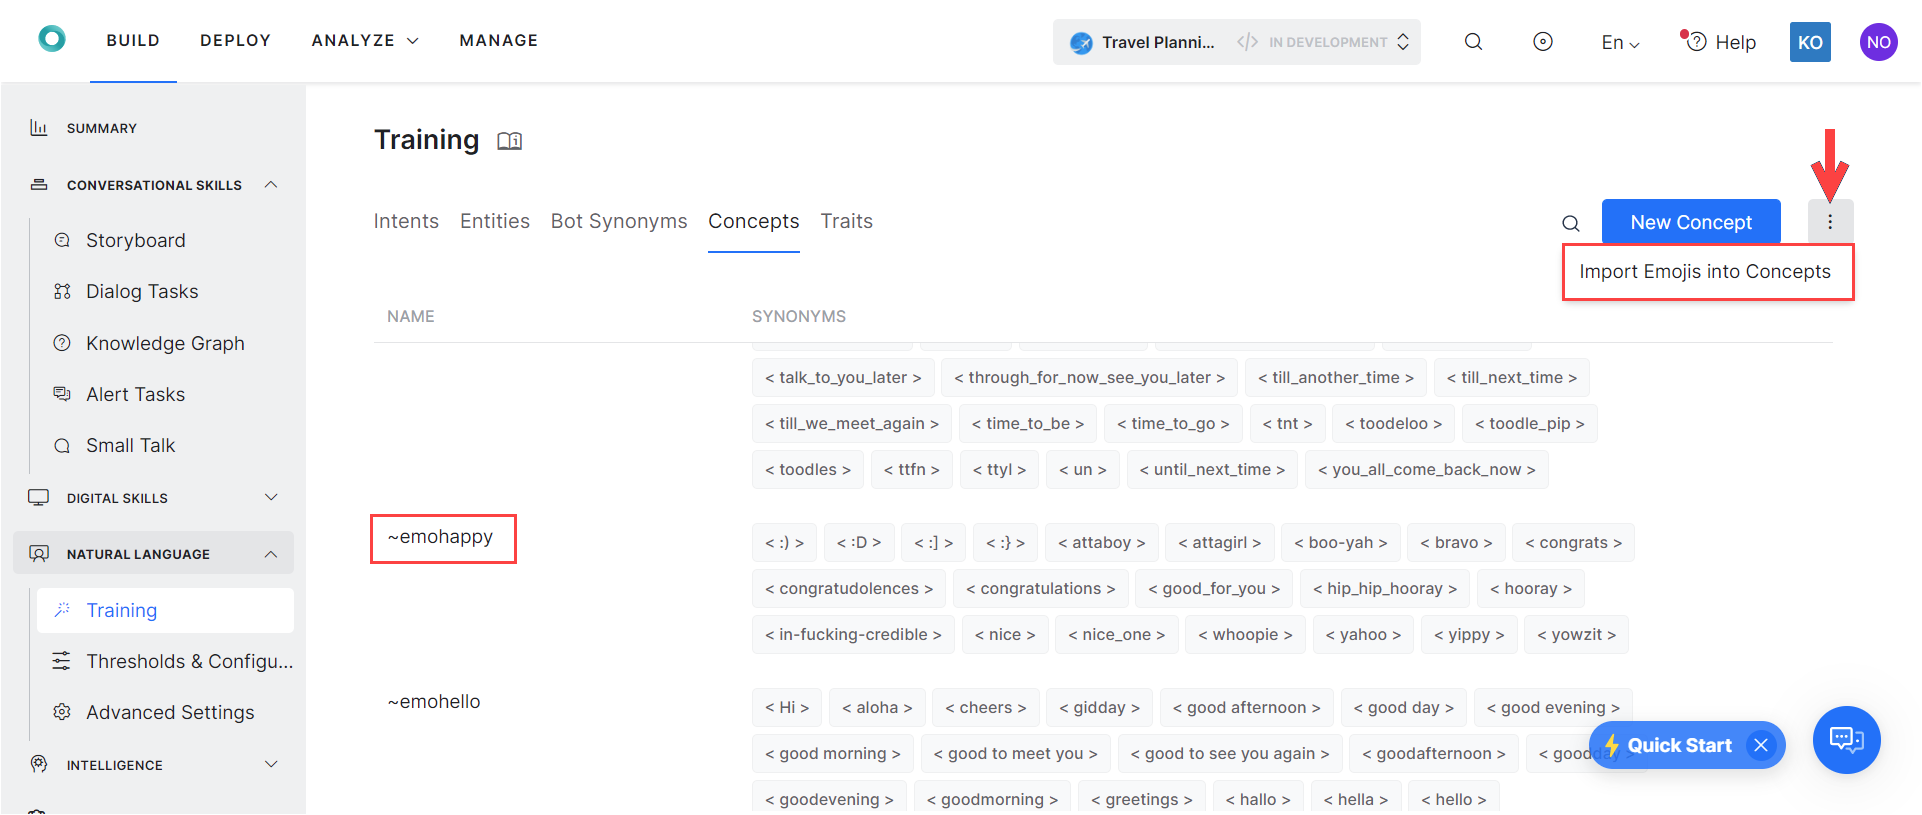 BUILD DEPLOY ANALYZE MANAGE Travel Planni... </> IN DEVELOPMENT En Help KO NO
SUMMARY
CONVERSATIONAL SKILLS
Storyboard
Dialog Tasks
Knowledge Graph
Alert Tasks
Small Talk
DIGITAL SKILLS
NATURAL LANGUAGE
Training
Thresholds & Configu...
Advanced Settings
INTELLIGENCE
Training
Intents Entities Bot Synonyms Concepts Traits New Concept
Import Emojis into Concepts
NAME SYNONYMS
< talk_to_you_later > < through_for_now_see_you_later > < till_another_time > < till_next_time >
< till_we_meet_again > < time_to_be > < time_to_go > < tnt > < toodeloo > < toodle_pip >
< toodles > < ttfn > < ttyl > < un > < until_next_time > < you_all_come_back_now >
~emohappy < :) > < :D > < :] > < :} > < attaboy > < attagirl > < boo-yah > < bravo > < congrats >
< congratudolences > < congratulations > < good_for_you > < hip_hip_hooray > < hooray >
< in-fucking-credible > < nice > < nice_one > < whoopie > < yahoo > < yippy > < yowzit >
~emohello < Hi > < aloha > < cheers > < gidday > < good afternoon > < good day > < good evening >
< good morning > < good to meet you > < good to see you again > < goodafternoon > < goodday >
< goodevening > < goodmorning > < greetings > < hallo > < hella > < hello >
Quick Start